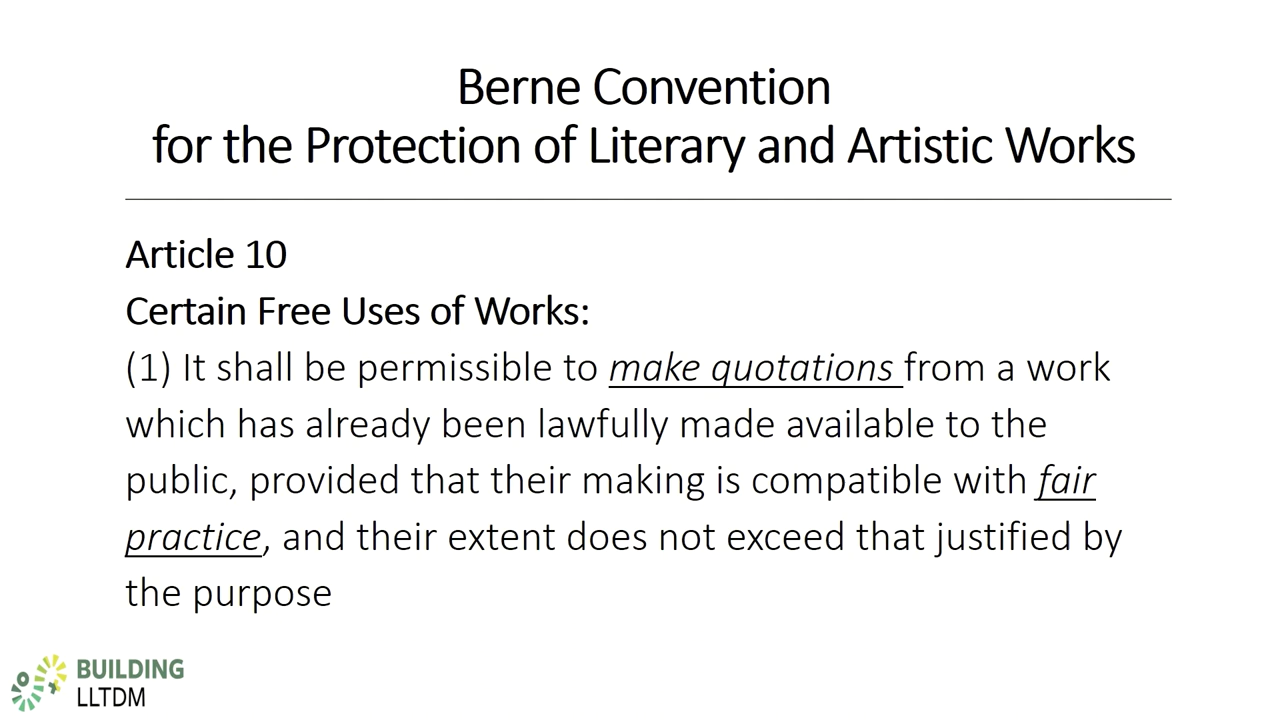 Berne Convention
for the Protection of Literary and Artistic Works
Article 10
Certain Free Uses of Works:
(1) It shall be permissible to make quotations from a work
which has already been lawfully made available to the
public, provided that their making is compatible with fair
practice, and their extent does not exceed that justified by
the purpose
BUILDING
LLTDM